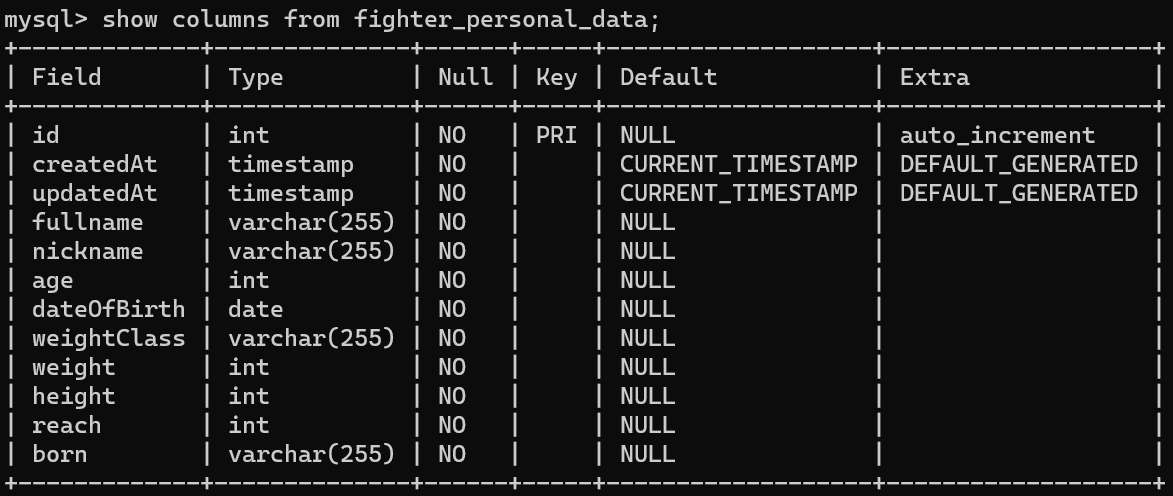 mysql> show columns from fighter_personal_data;
+-------------+--------------+------+-----+-------------------+-------------------+
| Field       | Type         | Null | Key | Default           | Extra             |
+-------------+--------------+------+-----+-------------------+-------------------+
| id          | int          | NO   | PRI | NULL              | auto_increment    |
| createdAt   | timestamp    | NO   |     | CURRENT_TIMESTAMP | DEFAULT_GENERATED |
| updatedAt   | timestamp    | NO   |     | CURRENT_TIMESTAMP | DEFAULT_GENERATED |
| fullname    | varchar(255) | NO   |     | NULL              |                   |
| nickname    | varchar(255) | NO   |     | NULL              |                   |
| age         | int          | NO   |     | NULL              |                   |
| dateOfBirth | date         | NO   |     | NULL              |                   |
| weightClass | varchar(255) | NO   |     | NULL              |                   |
| weight      | int          | NO   |     | NULL              |                   |
| height      | int          | NO   |     | NULL              |                   |
| reach       | int          | NO   |     | NULL              |                   |
| born        | varchar(255) | NO   |     | NULL              |                   |
+-------------+--------------+------+-----+-------------------+-------------------+